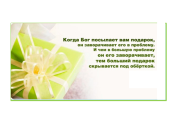 Когда Бог посылает вам подарок,
он заворачивает его в проблему.
И чем в большую проблему
он его заворачивает,
тем больший подарок
скрывается под обёрткой.